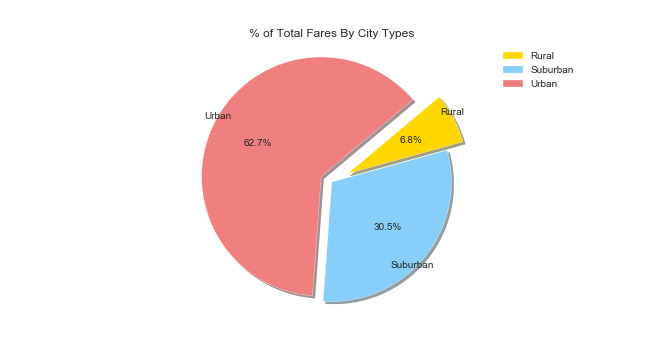 % of Total Fares By City Types
Rural
Suburban
Urban
Urban
Rural
62.7%
6.8%
30.5%
Suburban